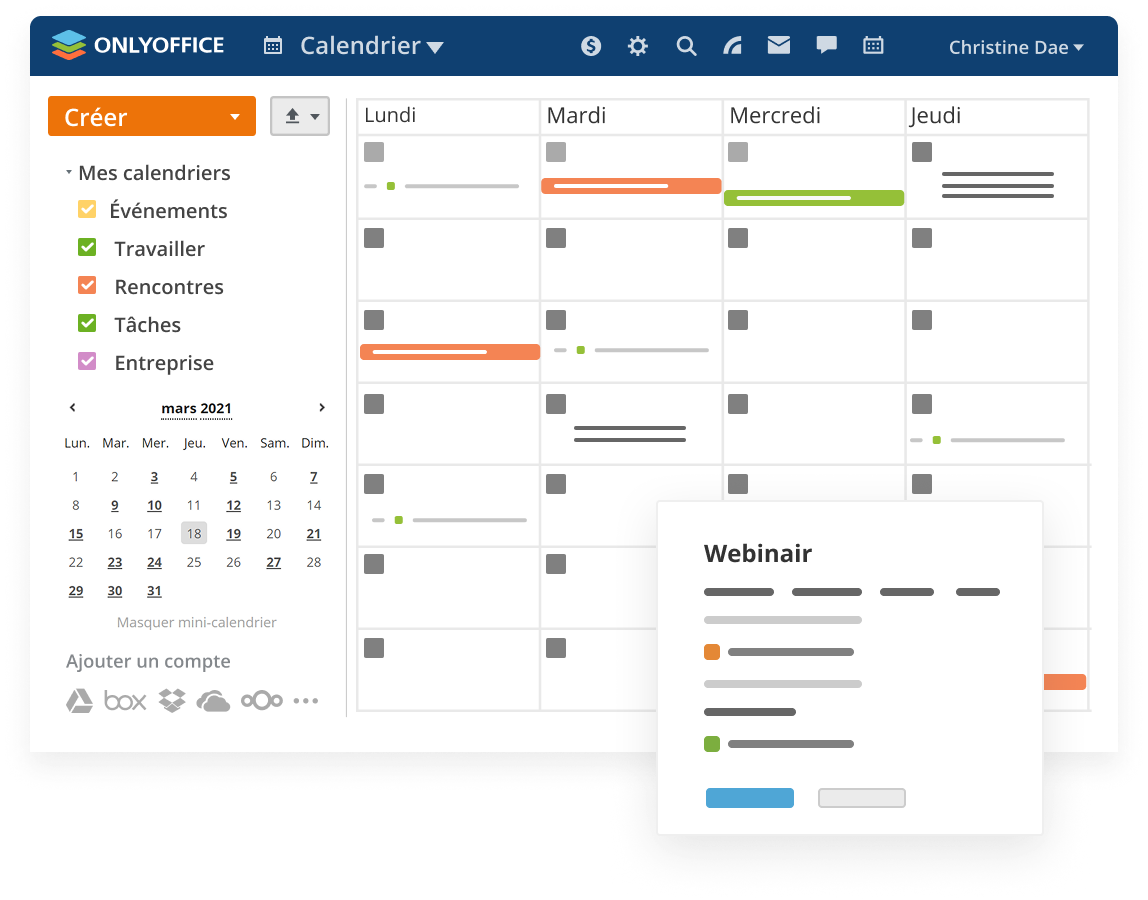 ONLYOFFICE Calendrier Christine Dae
Créer
Mes calendriers
Événements
Travailler
Rencontres
Tâches
Entreprise
mars 2021
Lun. Mar. Mer. Jeu. Ven. Sam. Dim.
1 2 3 4 5 6 7
8 9 10 11 12 13 14
15 16 17 18 19 20 21
22 23 24 25 26 27 28
29 30 31
Masquer mini-calendrier
Ajouter un compte
box
Lundi Mardi Mercredi Jeudi
Webinair